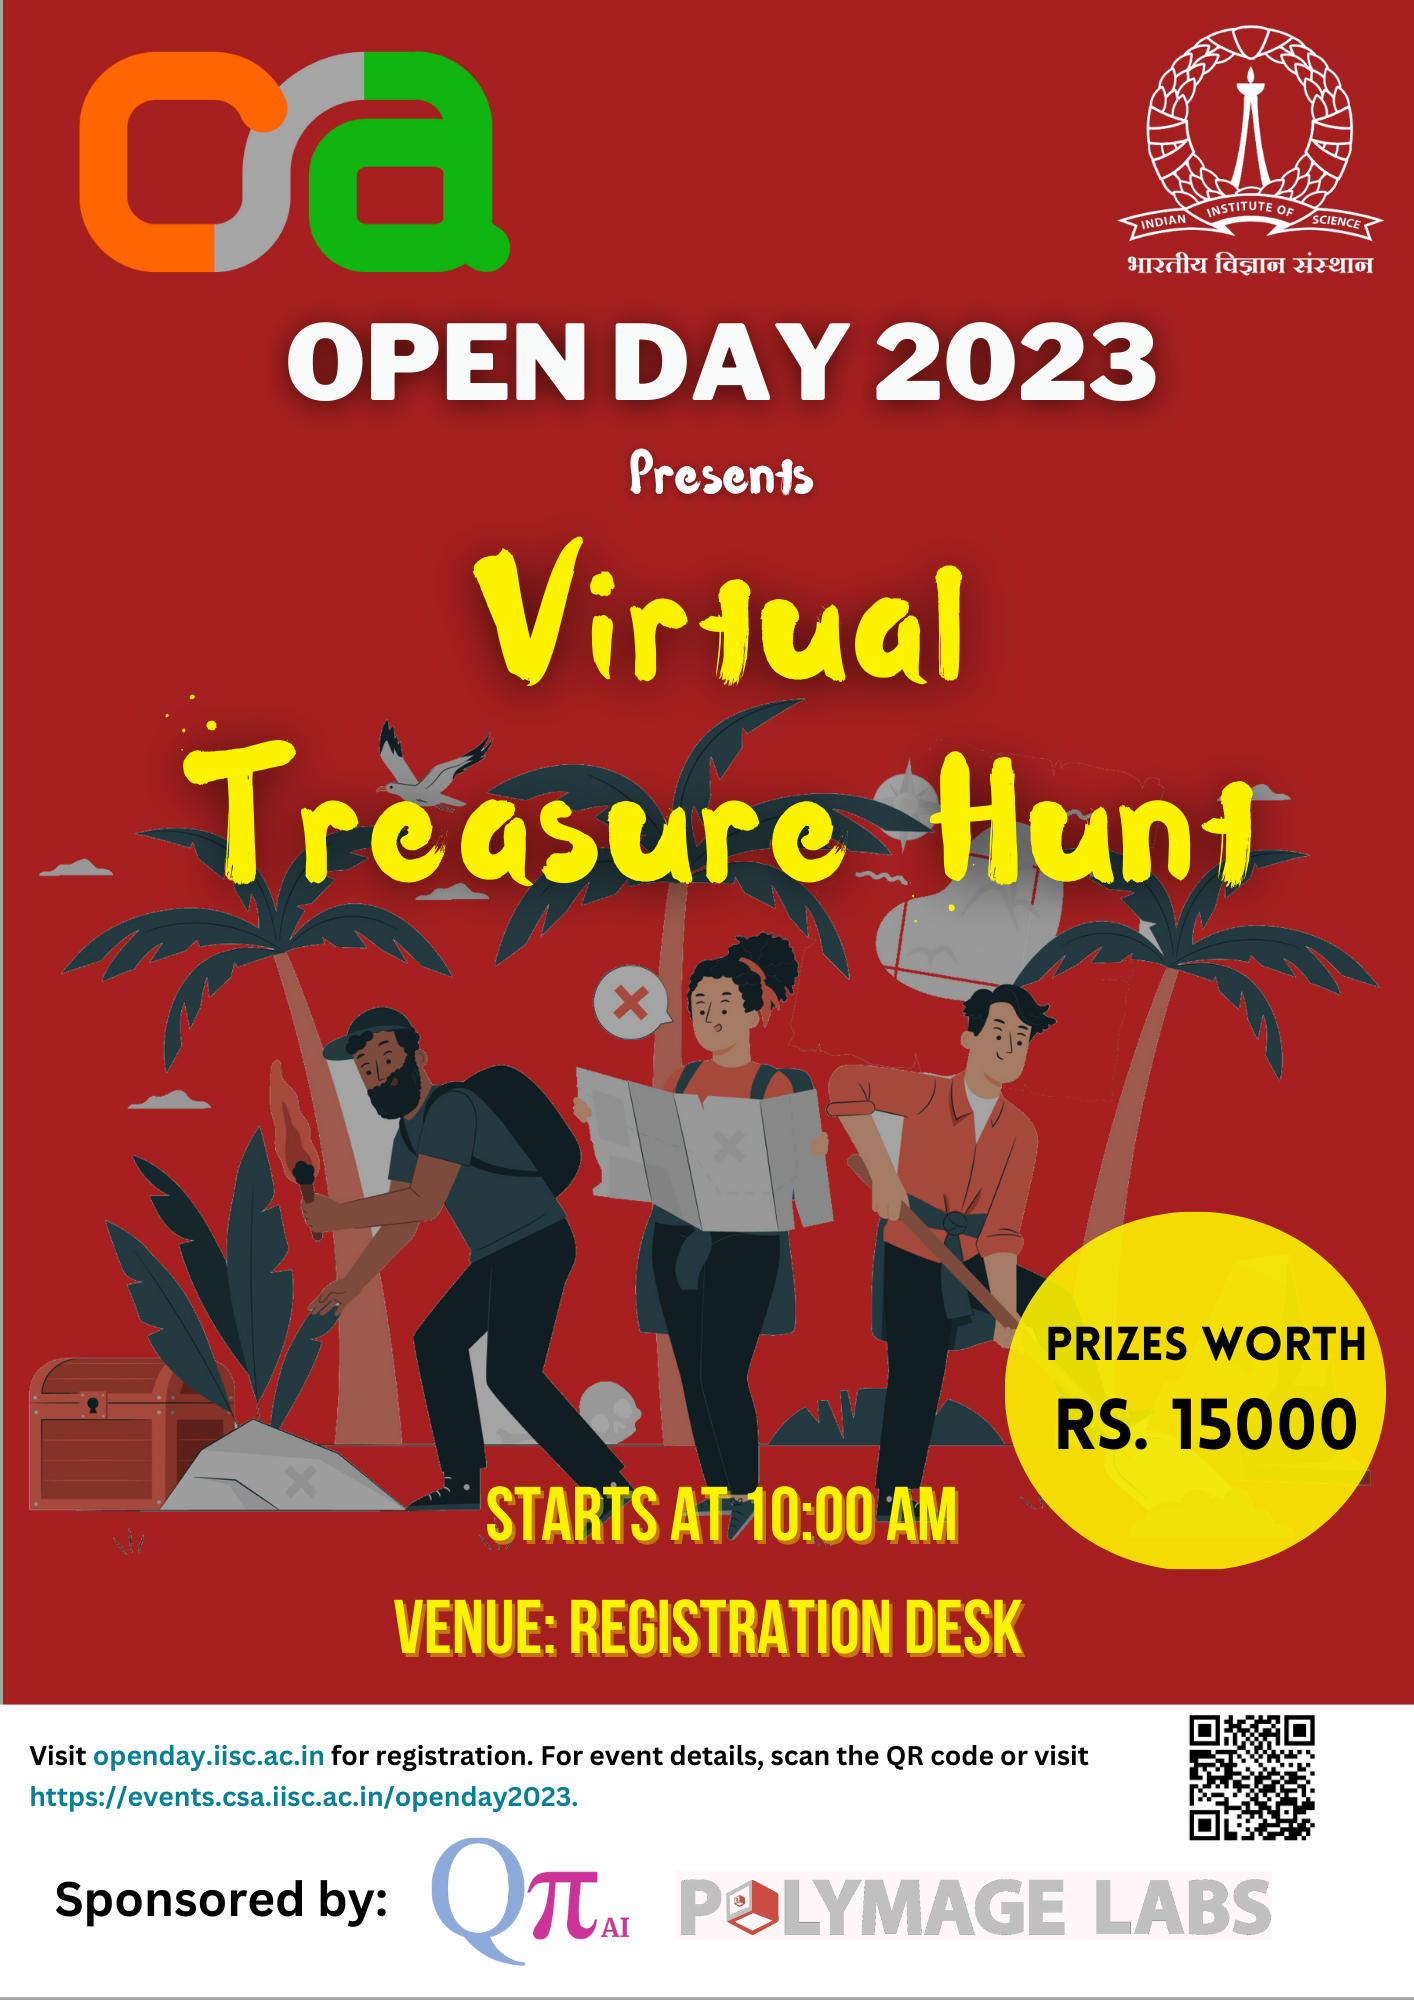 csa
INDIAN INSTITUTE OF SCIENCE
भारतीय विज्ञान संस्थान
OPEN DAY 2023
Presents
Virtual
Treasure Hunt
PRIZES WORTH
RS. 15000
STARTS AT 10:00 AM
VENUE: REGISTRATION DESK
Visit openday.iisc.ac.in for registration. For event details, scan the QR code or visit
https://events.csa.iisc.ac.in/openday2023.
Sponsored by:
QπAI
POLYMAGE LABS